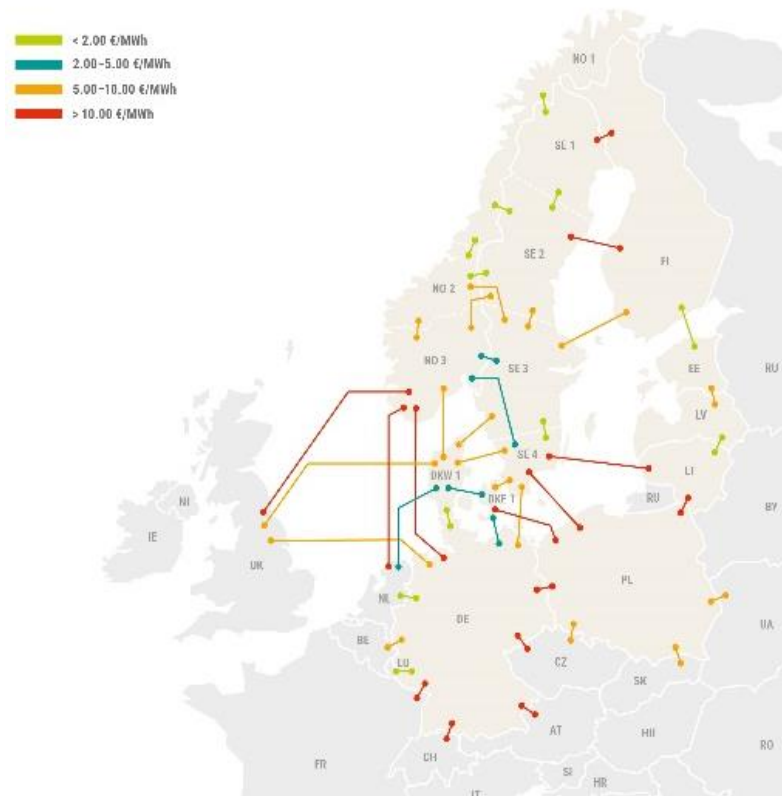 < 2.00 €/MWh
2.00–5.00 €/MWh
5.00–10.00 €/MWh
> 10.00 €/MWh
NO 1
SE 1
SE 2
FI
NO 2
RU
NO 3
SE 3
EE
LV
SE 4
DKW 1
LI
DKE 1
RU
NI
BY
IE
UK
PL
NL
DE
BE
UA
LU
CZ
SK
AT
HU
RO
FR
CH
SI
HR
IT